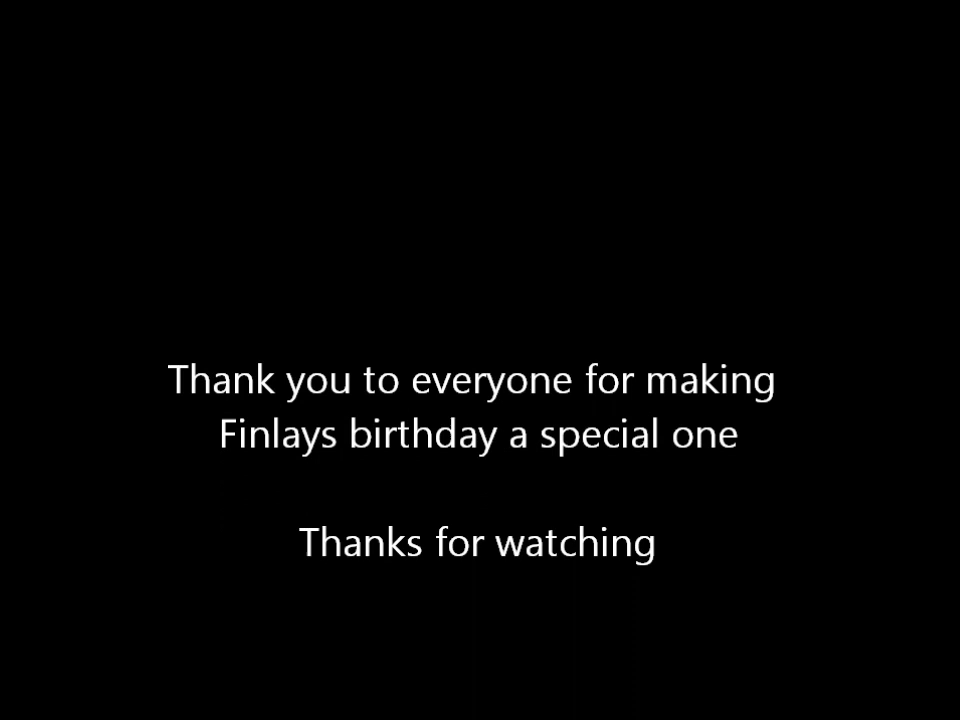 Thank you to everyone for making
Finlays birthday a special one
Thanks for watching